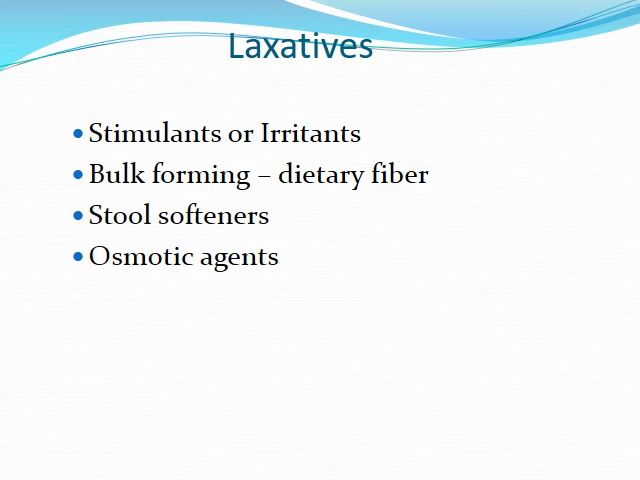 Laxatives
• Stimulants or Irritants
• Bulk forming – dietary fiber
• Stool softeners
• Osmotic agents